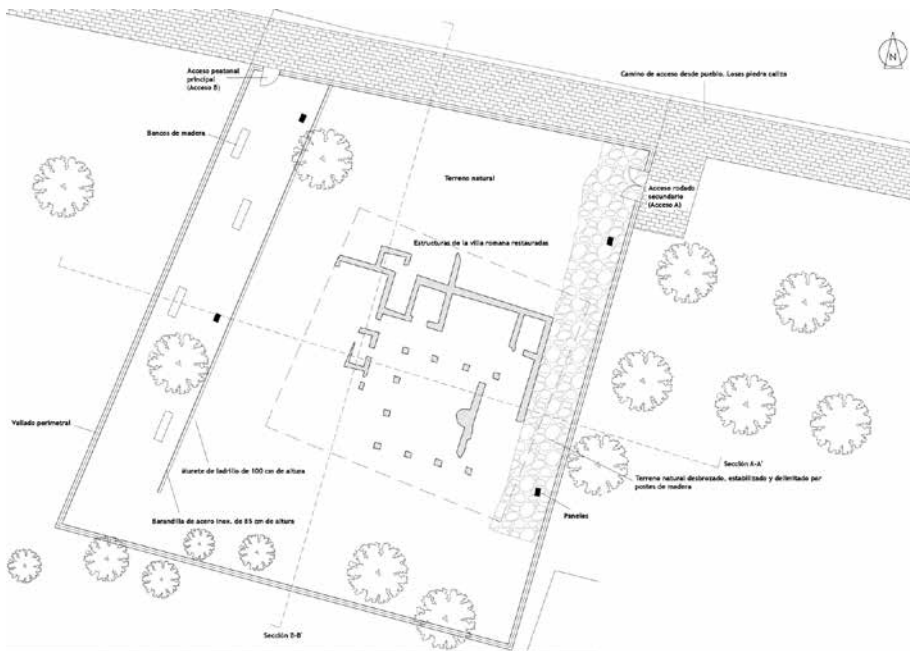 Acceso peatonal
principal
(Acceso B)
Camino de acceso desde pueblo. Losas piedra caliza
N
Bancos de madera
Terreno natural
Acceso rodado
secundario
(Acceso A)
Estructuras de la villa romana restauradas
Vallado perimetral
Sección A-A'
Murete de ladrillo de 100 cm de altura
Terreno natural desbrozado, estabilizado y delimitado por
postes de madera
Barandilla de acero inox. de 85 cm de altura
Paneles
Sección B-B'